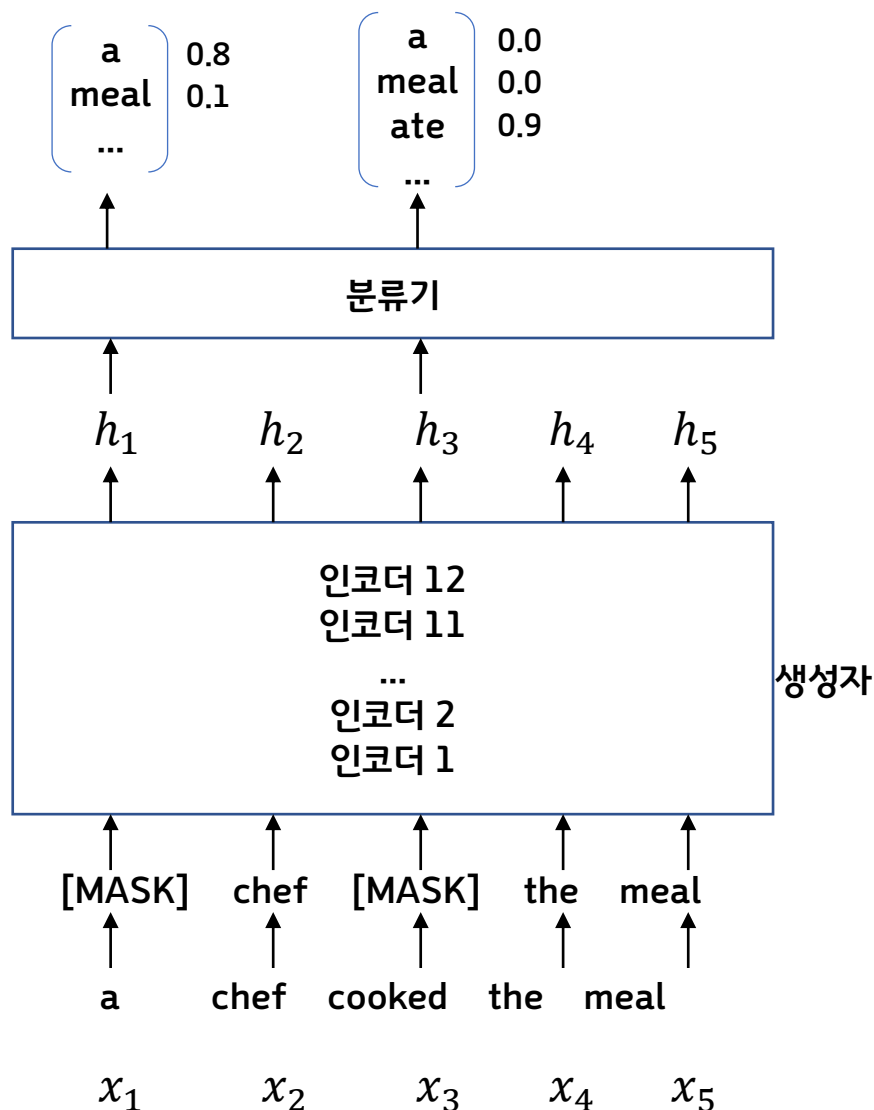 a 0.8
meal 0.1
...
a 0.0
meal 0.0
ate 0.9
...
분류기
h₁ h₂ h₃ h₄ h₅
인코더 12
인코더 11
...
인코더 2
인코더 1
생성자
[MASK] chef [MASK] the meal
a chef cooked the meal
x₁ x₂ x₃ x₄ x₅